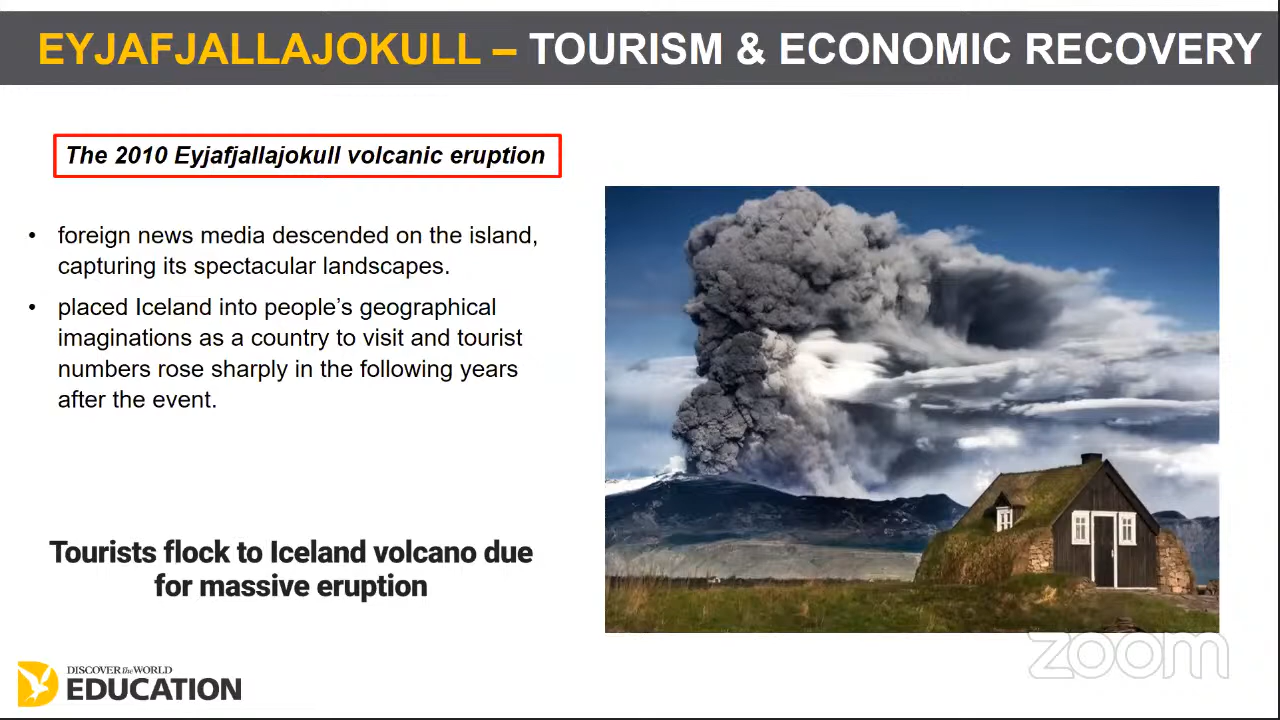 EYJAFJALLAJOKULL – TOURISM & ECONOMIC RECOVERY
The 2010 Eyjafjallajokull volcanic eruption
• foreign news media descended on the island,
capturing its spectacular landscapes.
• placed Iceland into people’s geographical
imaginations as a country to visit and tourist
numbers rose sharply in the following years
after the event.
Tourists flock to Iceland volcano due
for massive eruption
DISCOVER the WORLD
EDUCATION
zoom